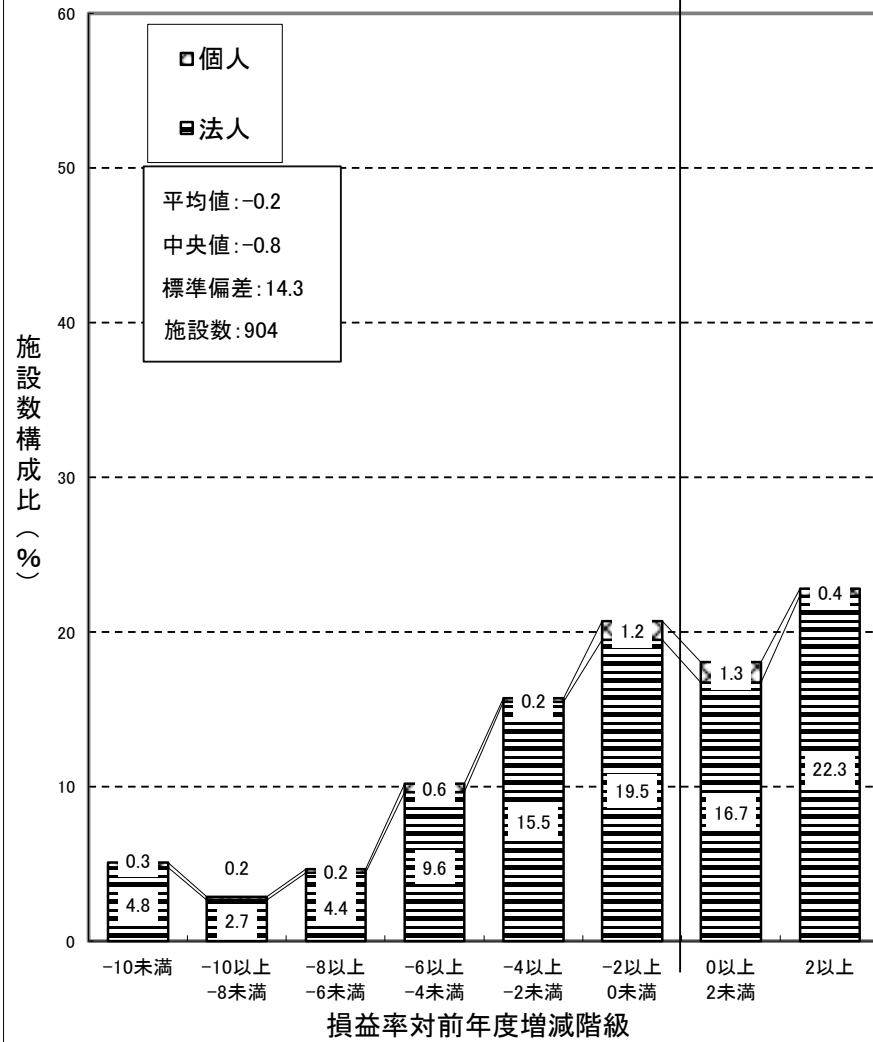 60
個人
法人
50
平均値:-0.2
中央値:-0.8
標準偏差:14.3
施設数:904
40
施設数構成比(%)
30
20
10
0
0.3
4.8
0.2
2.7
0.2
4.4
0.6
9.6
0.2
15.5
1.2
19.5
1.3
16.7
0.4
22.3
-10未満
-10以上
-8未満
-8以上
-6未満
-6以上
-4未満
-4以上
-2未満
-2以上
0未満
0以上
2未満
2以上
損益率対前年度増減階級